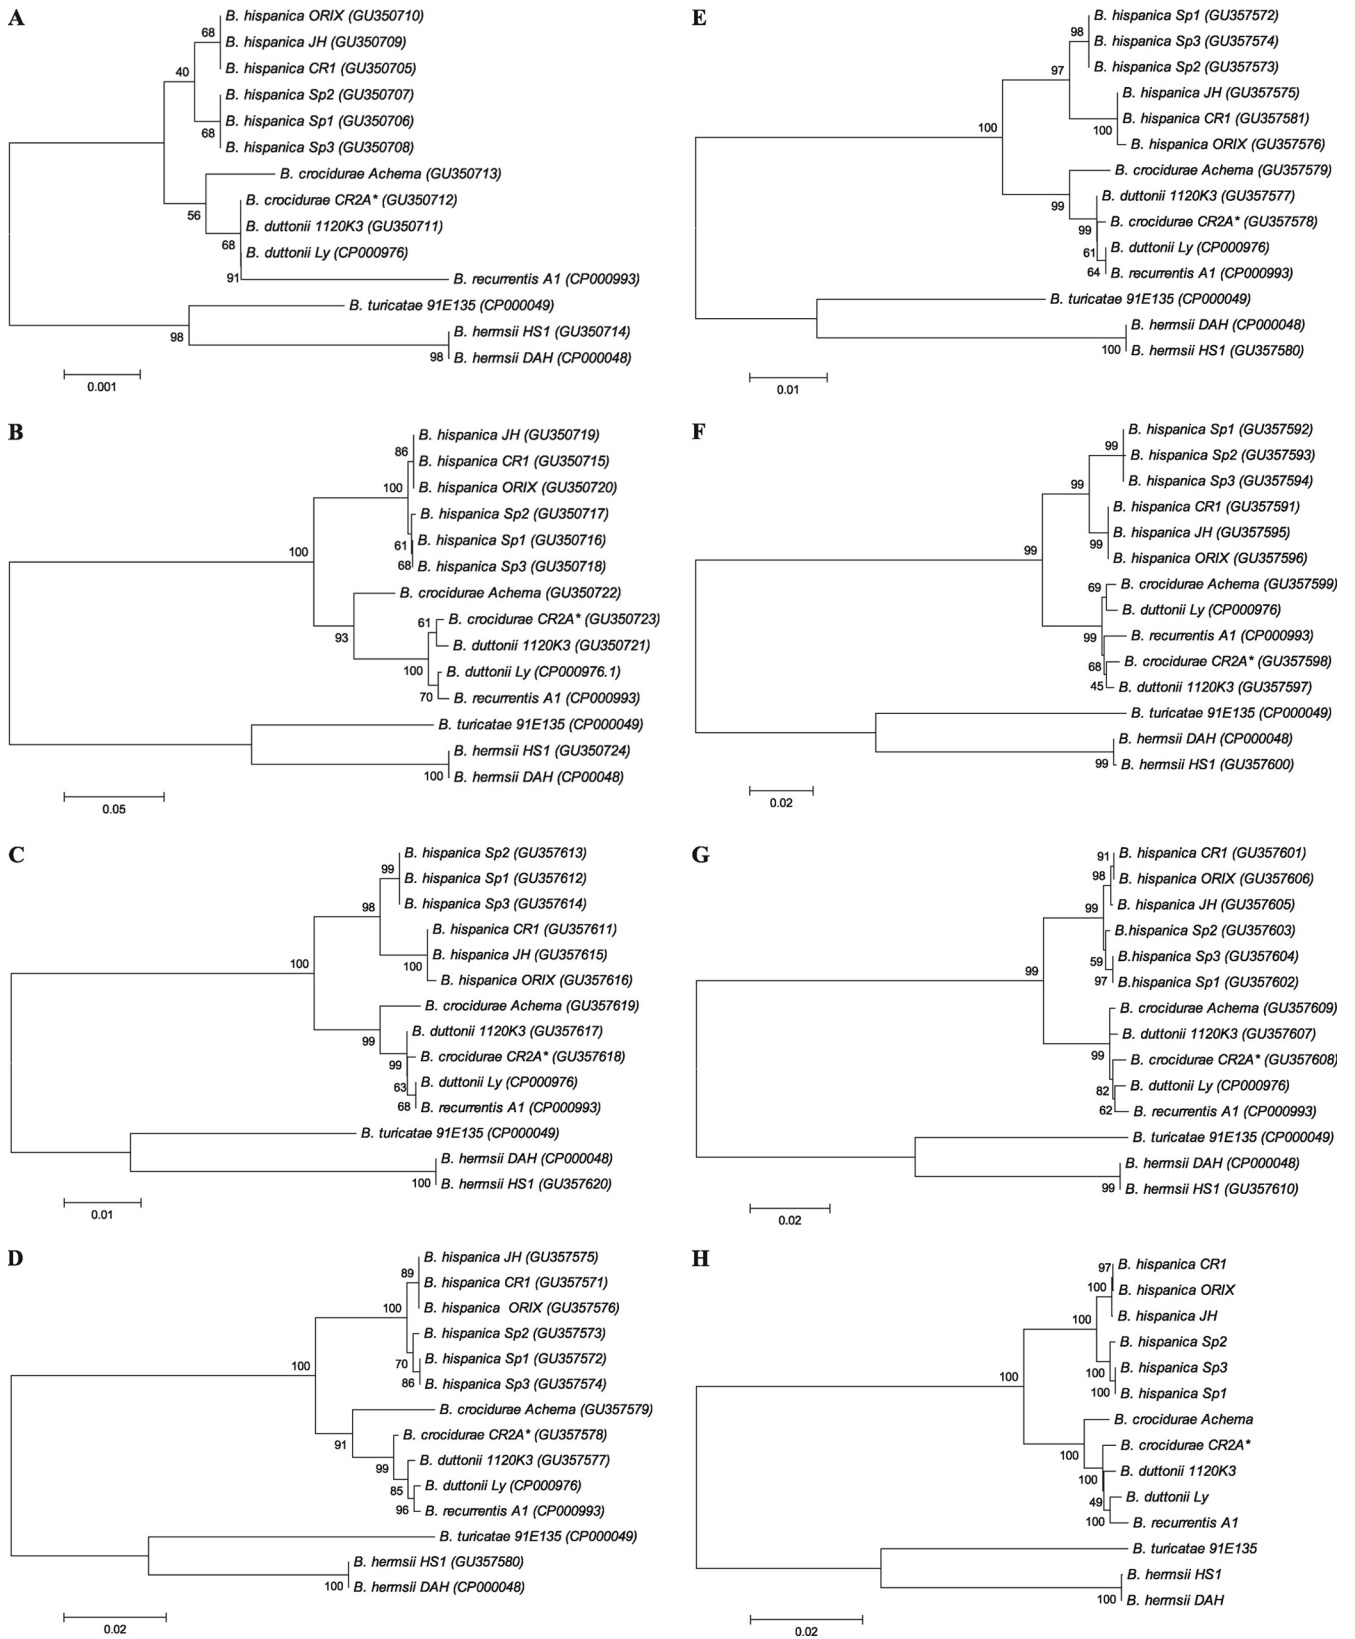 A
B. hispanica ORIX (GU350710)
68
B. hispanica JH (GU350709)
B. hispanica CR1 (GU350705)
40
B. hispanica Sp2 (GU350707)
B. hispanica Sp1 (GU350706)
68
B. hispanica Sp3 (GU350708)
B. crocidurae Achema (GU350713)
B. crocidurae CR2A* (GU350712)
56
B. duttonii 1120K3 (GU350711)
68
B. duttonii Ly (CP000976)
91
B. recurrentis A1 (CP000993)
B. turicatae 91E135 (CP000049)
98
B. hermsii HS1 (GU350714)
98
B. hermsii DAH (CP000048)
0.001
B
B. hispanica JH (GU350719)
86
B. hispanica CR1 (GU350715)
100
B. hispanica ORIX (GU350720)
B. hispanica Sp2 (GU350717)
100
61
B. hispanica Sp1 (GU350716)
68
B. hispanica Sp3 (GU350718)
B. crocidurae Achema (GU350722)
61
B. crocidurae CR2A* (GU350723)
93
B. duttonii 1120K3 (GU350721)
100
B. duttonii Ly (CP000976.1)
70
B. recurrentis A1 (CP000993)
B. turicatae 91E135 (CP000049)
B. hermsii HS1 (GU350724)
100
B. hermsii DAH (CP00048)
0.05
C
B. hispanica Sp2 (GU357613)
99
B. hispanica Sp1 (GU357612)
98
B. hispanica Sp3 (GU357614)
B. hispanica CR1 (GU357611)
100
B. hispanica JH (GU357615)
100
B. hispanica ORIX (GU357616)
B. crocidurae Achema (GU357619)
99
B. duttonii 1120K3 (GU357617)
99
B. crocidurae CR2A* (GU357618)
63
B. duttonii Ly (CP000976)
68
B. recurrentis A1 (CP000993)
B. turicatae 91E135 (CP000049)
B. hermsii DAH (CP000048)
100
B. hermsii HS1 (GU357620)
0.01
D
B. hispanica JH (GU357575)
89
B. hispanica CR1 (GU357571)
100
B. hispanica ORIX (GU357576)
B. hispanica Sp2 (GU357573)
100
70
B. hispanica Sp1 (GU357572)
86
B. hispanica Sp3 (GU357574)
B. crocidurae Achema (GU357579)
91
B. crocidurae CR2A* (GU357578)
99
B. duttonii 1120K3 (GU357577)
85
B. duttonii Ly (CP000976)
96
B. recurrentis A1 (CP000993)
B. turicatae 91E135 (CP000049)
B. hermsii HS1 (GU357580)
100
B. hermsii DAH (CP000048)
0.02
E
B. hispanica Sp1 (GU357572)
98
B. hispanica Sp3 (GU357574)
97
B. hispanica Sp2 (GU357573)
B. hispanica JH (GU357575)
100
B. hispanica CR1 (GU357581)
100
B. hispanica ORIX (GU357576)
B. crocidurae Achema (GU357579)
99
B. duttonii 1120K3 (GU357577)
99
B. crocidurae CR2A* (GU357578)
61
B. duttonii Ly (CP000976)
64
B. recurrentis A1 (CP000993)
B. turicatae 91E135 (CP000049)
B. hermsii DAH (CP000048)
100
B. hermsii HS1 (GU357580)
0.01
F
B. hispanica Sp1 (GU357592)
99
B. hispanica Sp2 (GU357593)
99
B. hispanica Sp3 (GU357594)
B. hispanica CR1 (GU357591)
B. hispanica JH (GU357595)
99
99
B. hispanica ORIX (GU357596)
69
B. crocidurae Achema (GU357599)
B. duttonii Ly (CP000976)
99
B. recurrentis A1 (CP000993)
68
B. crocidurae CR2A* (GU357598)
45
B. duttonii 1120K3 (GU357597)
B. turicatae 91E135 (CP000049)
B. hermsii DAH (CP000048)
99
B. hermsii HS1 (GU357600)
0.02
G
91
B. hispanica CR1 (GU357601)
98
B. hispanica ORIX (GU357606)
99
B. hispanica JH (GU357605)
B.hispanica Sp2 (GU357603)
59
B.hispanica Sp3 (GU357604)
99
97
B.hispanica Sp1 (GU357602)
B. crocidurae Achema (GU357609)
B. duttonii 1120K3 (GU357607)
99
B. crocidurae CR2A* (GU357608)
82
B. duttonii Ly (CP000976)
62
B. recurrentis A1 (CP000993)
B. turicatae 91E135 (CP000049)
B. hermsii DAH (CP000048)
99
B. hermsii HS1 (GU357610)
0.02
H
97
B. hispanica CR1
100
B. hispanica ORIX
100
B. hispanica JH
B. hispanica Sp2
100
B. hispanica Sp3
100
100
B. hispanica Sp1
B. crocidurae Achema
100
B. crocidurae CR2A*
100
B. duttonii 1120K3
49
B. duttonii Ly
100
B. recurrentis A1
B. turicatae 91E135
B. hermsii HS1
100
B. hermsii DAH
0.02